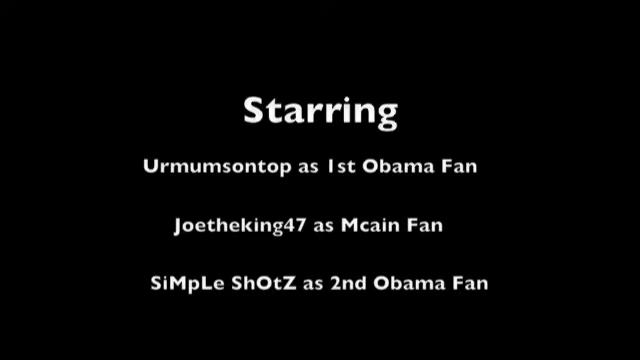 Starring
Urmumsontop as 1st Obama Fan
Joetheking47 as Mcain Fan
SiMpLe ShOtZ as 2nd Obama Fan